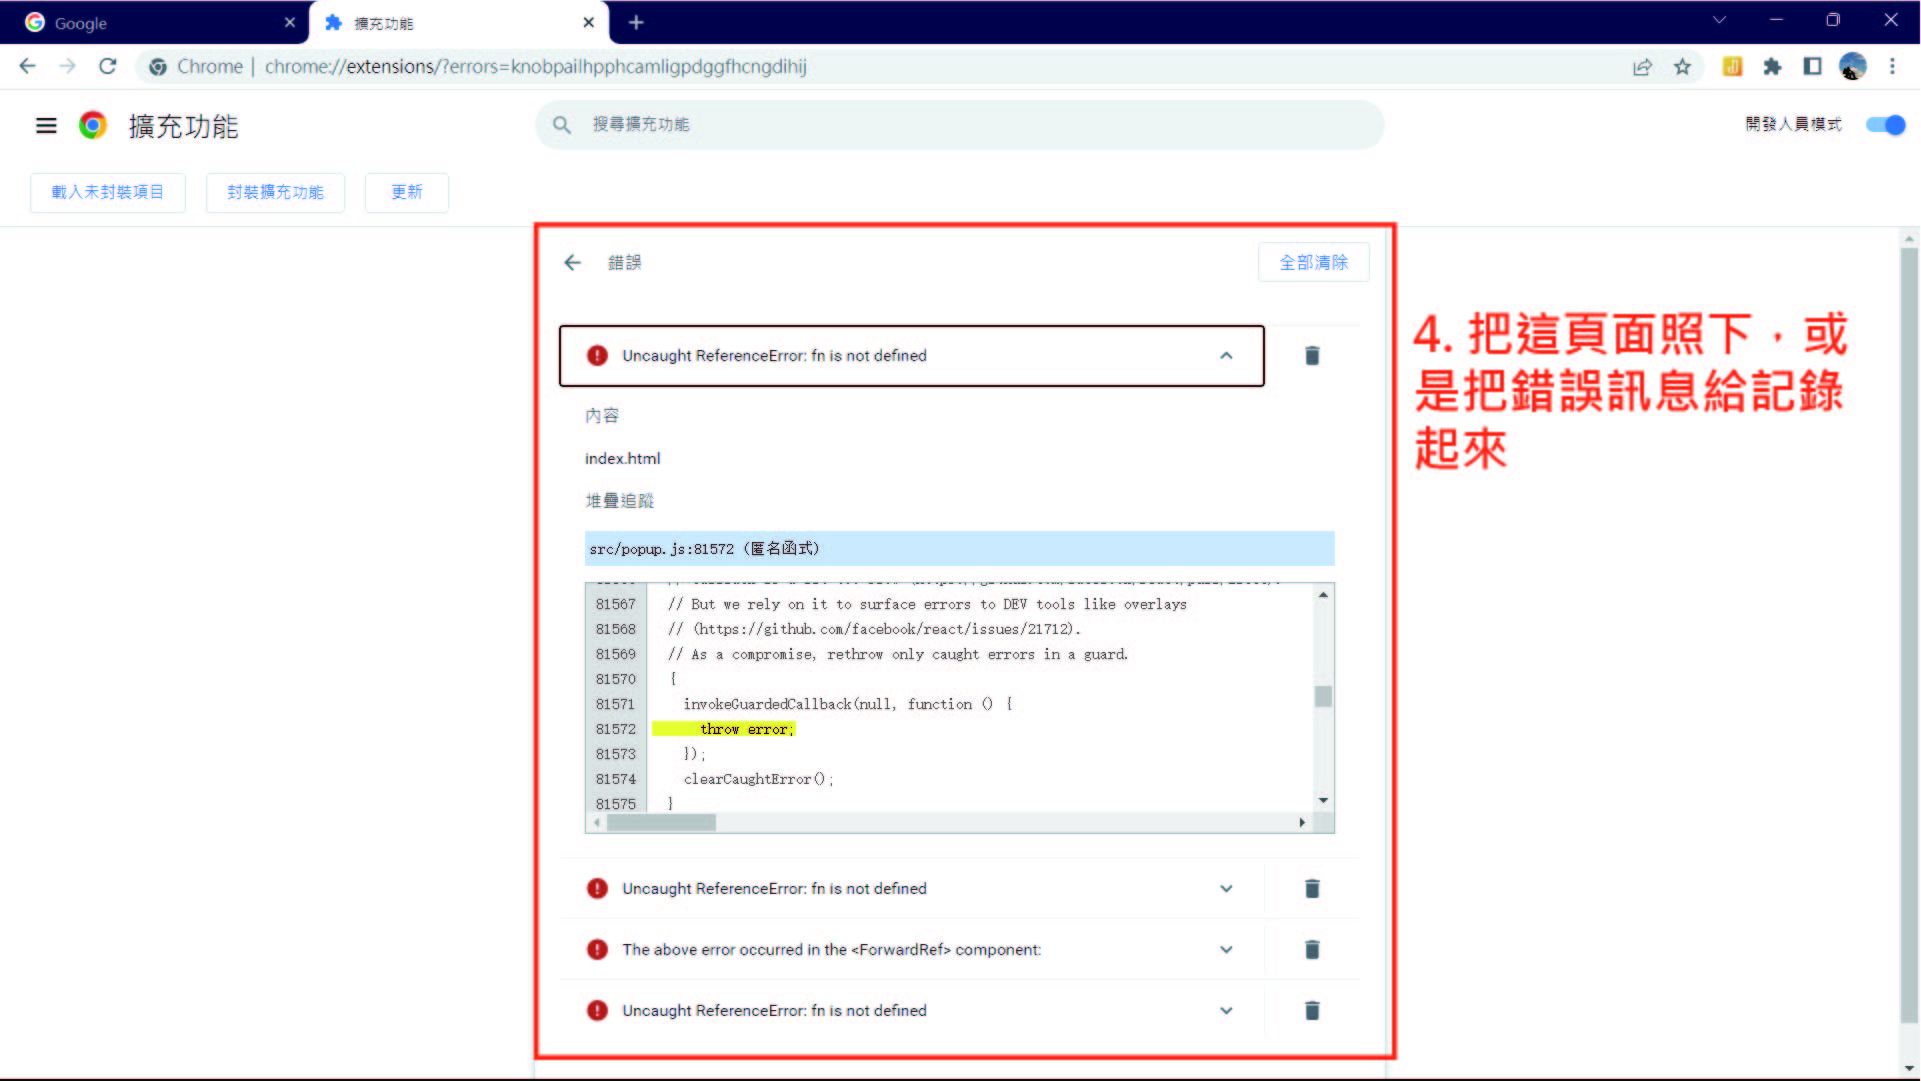 Google
擴充功能
Chrome | chrome://extensions/?errors=knobpailhpphcamligpdggfhcngdihij
擴充功能
搜尋擴充功能
開發人員模式
載入未封裝項目
封裝擴充功能
更新
錯誤
全部清除
Uncaught ReferenceError: fn is not defined
內容
index.html
堆疊追蹤
src/popup.js:81572 (匿名函式)
81567 // But we rely on it to surface errors to DEV tools like overlays
81568 // (https://github.com/facebook/react/issues/21712).
81569 // As a compromise, rethrow only caught errors in a guard.
81570 {
81571 invokeGuardedCallback(null, function () {
81572 throw error;
81573 });
81574 clearCaughtError();
81575 }
Uncaught ReferenceError: fn is not defined
The above error occurred in the <ForwardRef> component:
Uncaught ReferenceError: fn is not defined
4. 把這頁面照下，或
是把錯誤訊息給記錄
起來